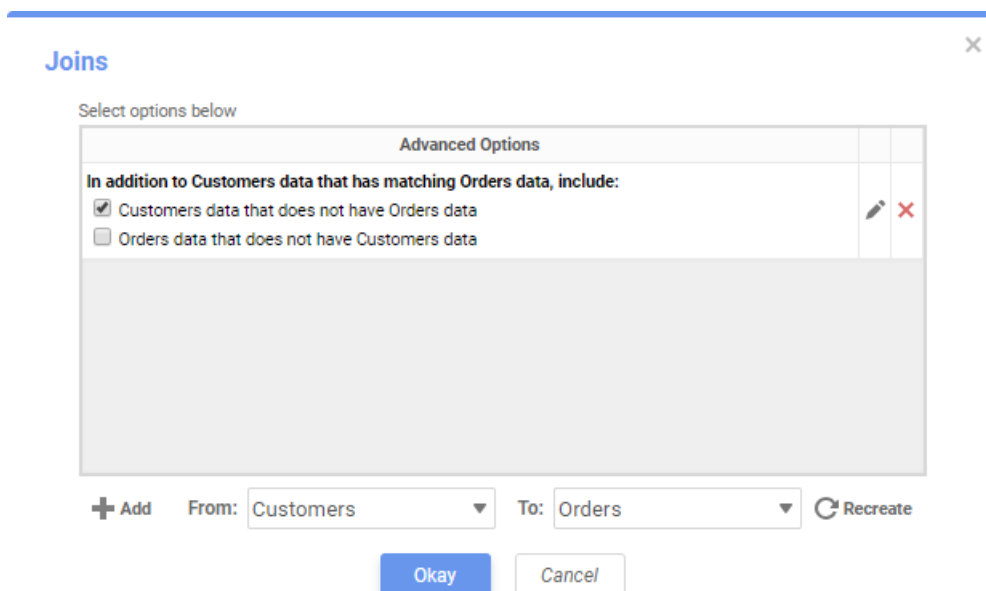 Joins
Select options below
Advanced Options
In addition to Customers data that has matching Orders data, include:
Customers data that does not have Orders data
Orders data that does not have Customers data
Add From: Customers To: Orders Recreate
Okay Cancel